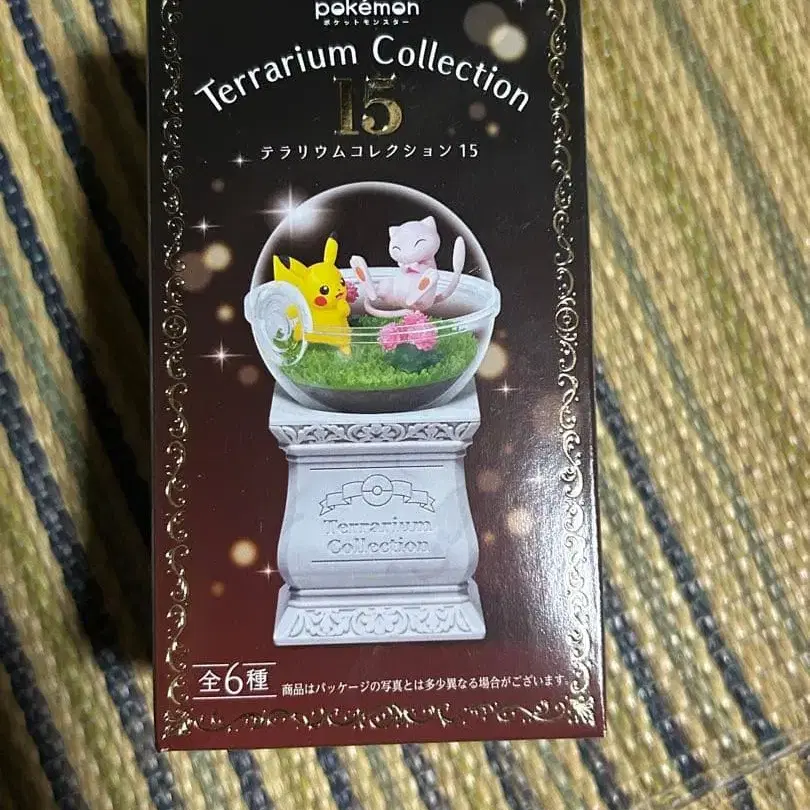 pokémon
ポケットモンスター
Terrarium Collection
15
テラリウムコレクション 15
Terrarium
Collection
全6種 商品はパッケージの写真とは多少異なる場合がございます。